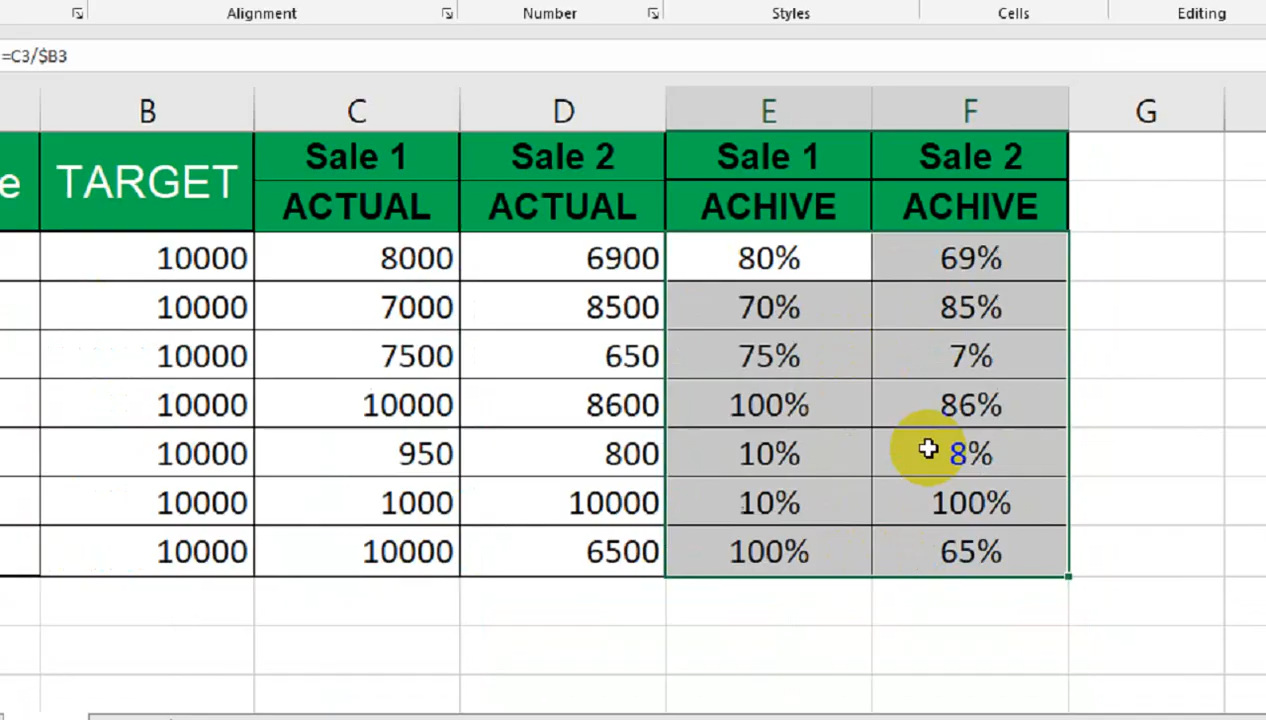 Alignment Number Styles Cells Editing
=C3/$B3
B C D E F G
e TARGET Sale 1 Sale 2 Sale 1 Sale 2
ACTUAL ACTUAL ACHIVE ACHIVE
10000 8000 6900 80% 69%
10000 7000 8500 70% 85%
10000 7500 650 75% 7%
10000 10000 8600 100% 86%
10000 950 800 10% 8%
10000 1000 10000 10% 100%
10000 10000 6500 100% 65%